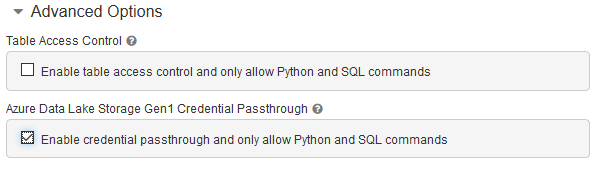 Advanced Options
Table Access Control
Enable table access control and only allow Python and SQL commands
Azure Data Lake Storage Gen1 Credential Passthrough
Enable credential passthrough and only allow Python and SQL commands